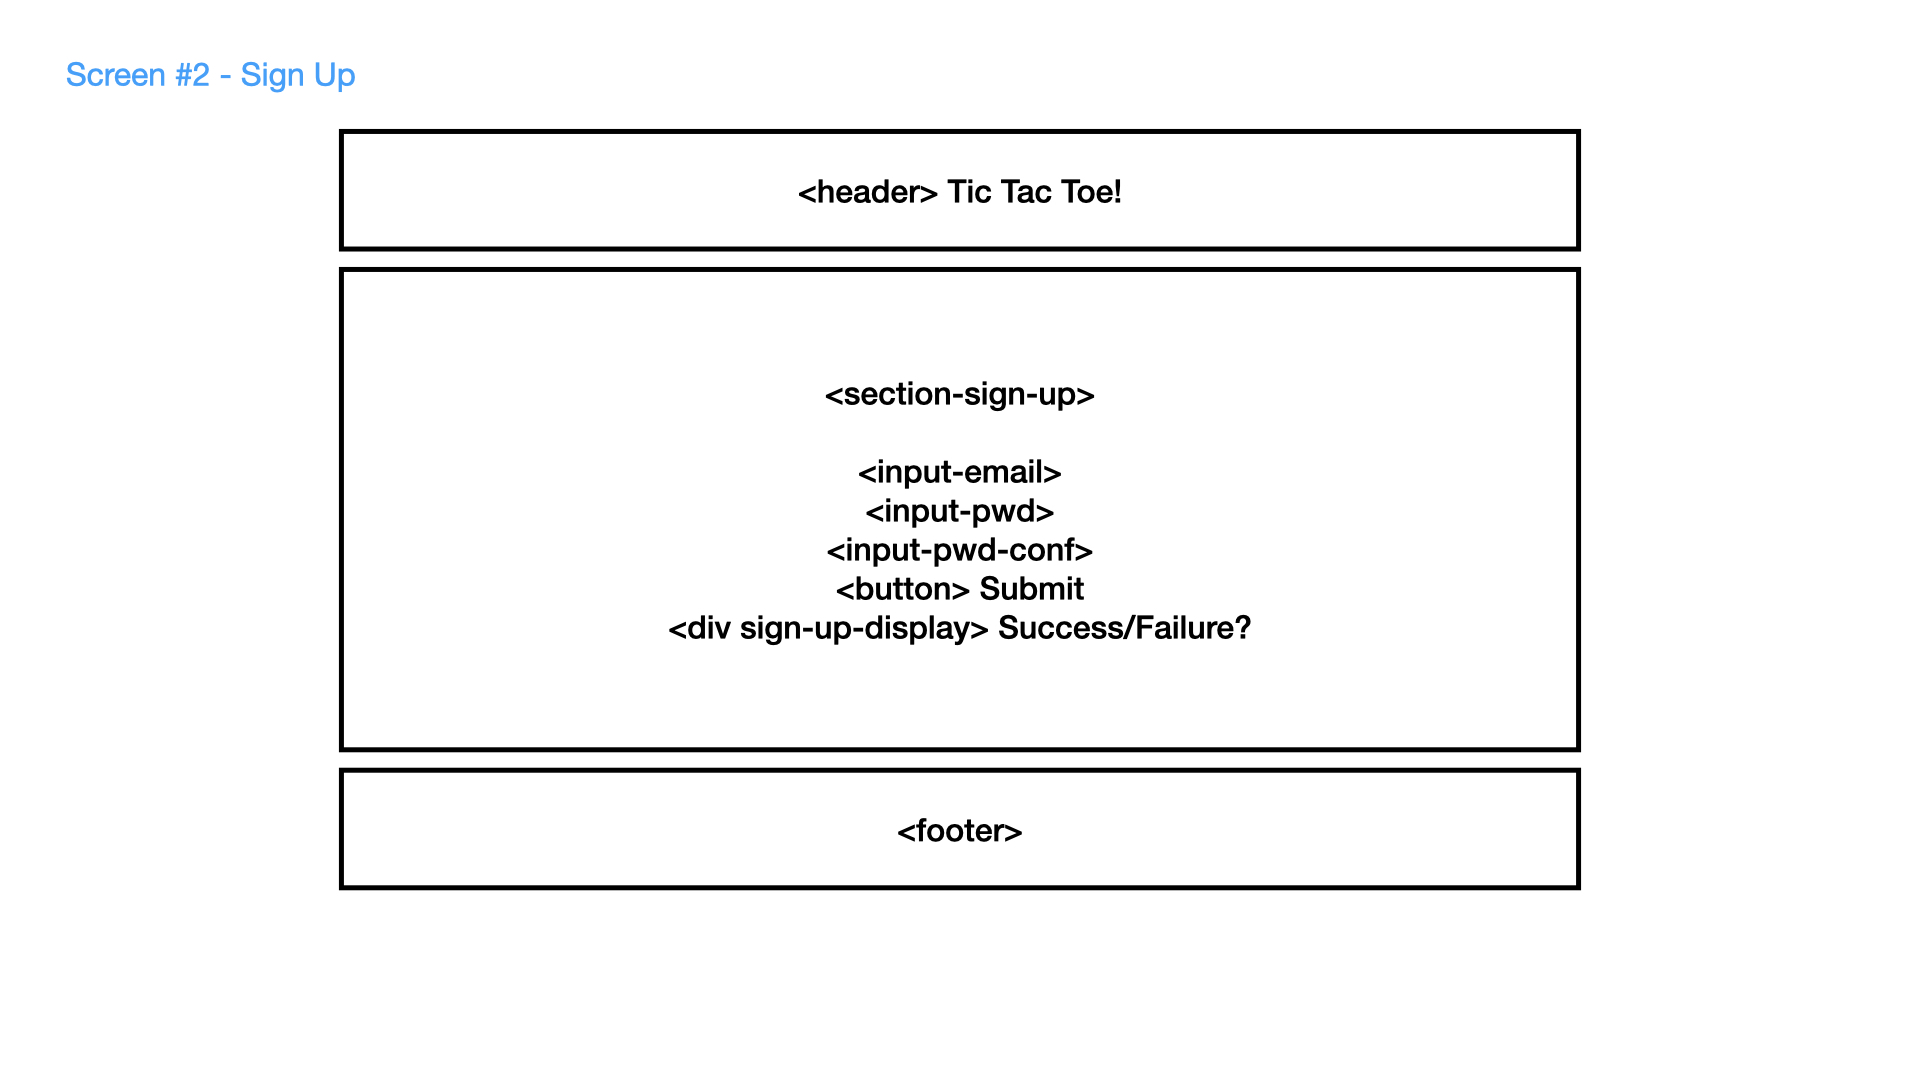 Screen #2 - Sign Up
<header> Tic Tac Toe!
<section-sign-up>
<input-email>
<input-pwd>
<input-pwd-conf>
<button> Submit
<div sign-up-display> Success/Failure?
<footer>